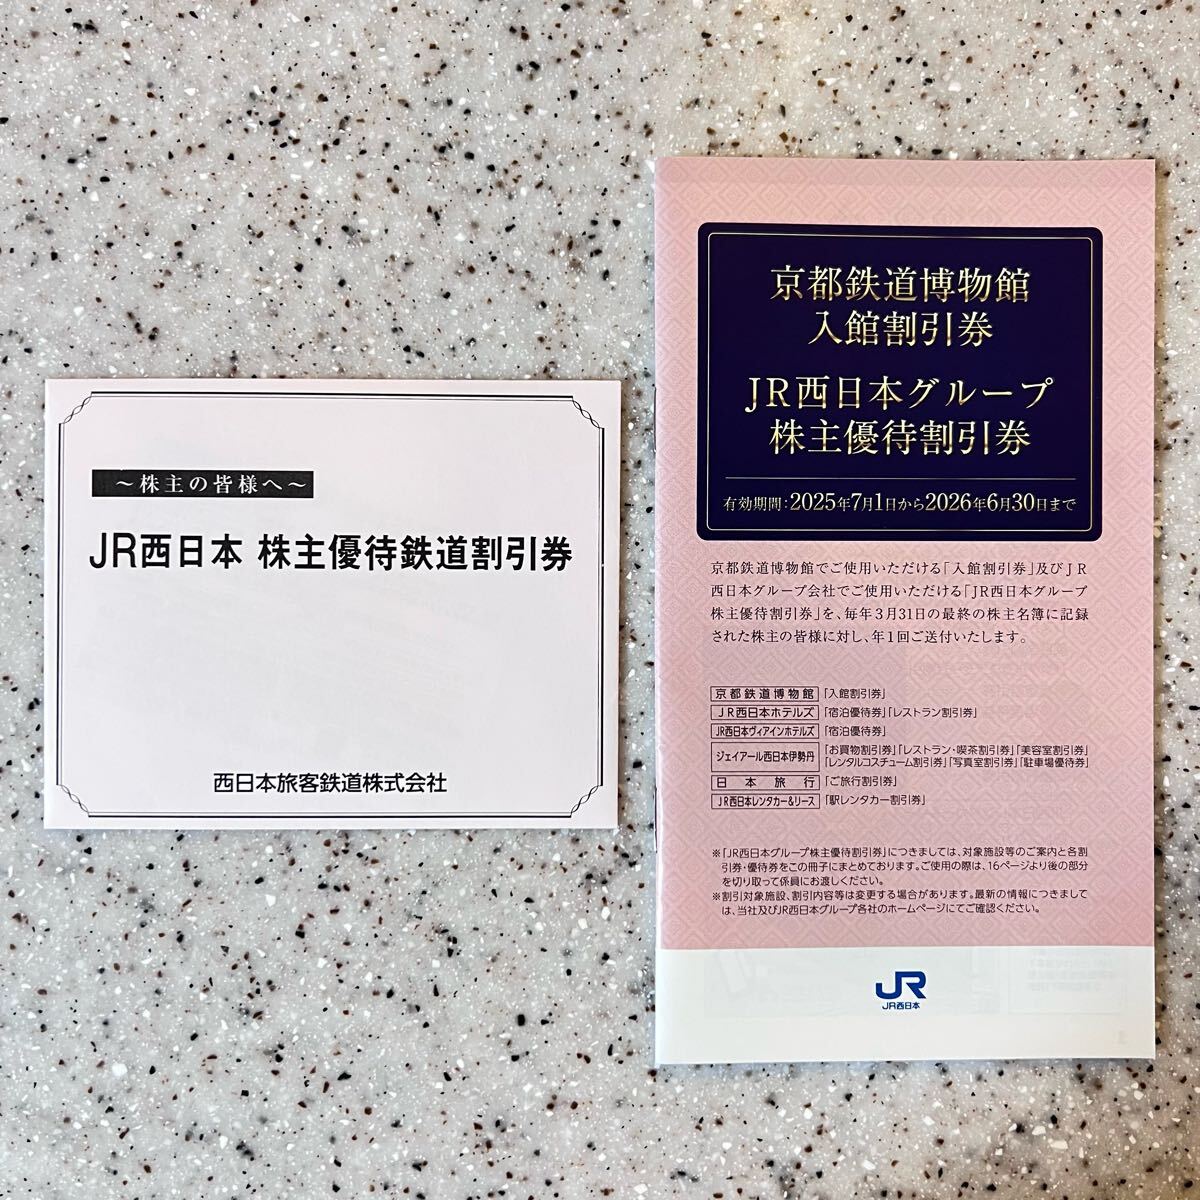 ～株主の皆様へ～
JR西日本 株主優待鉄道割引券
西日本旅客鉄道株式会社
京都鉄道博物館
入館割引券
JR西日本グループ
株主優待割引券
有効期間：2025年7月1日から2026年6月30日まで
京都鉄道博物館でご使用いただける「入館割引券」及びJR
西日本グループ会社でご使用いただける「JR西日本グループ
株主優待割引券」を、毎年3月31日の最終の株主名簿に記録
された株主の皆様に対し、年1回ご送付いたします。
京都鉄道博物館 「入館割引券」
JR西日本ホテルズ 「宿泊優待券」「レストラン割引券」
JR西日本ヴィアインホテルズ 「宿泊優待券」
ジェイアール西日本伊勢丹 「お買物割引券」「レストラン・喫茶割引券」「美容室割引券」
「レンタルコスチューム割引券」「写真室割引券」「駐車場優待券」
日本旅行 「ご旅行割引券」
JR西日本レンタカー&リース 「駅レンタカー割引券」
※「JR西日本グループ株主優待割引券」につきましては、対象施設等のご案内と各割
引券・優待券をこの冊子にまとめております。ご使用の際は、16ページより後の部分
を切り取って係員にお渡しください。
※割引対象施設、割引内容等は変更する場合があります。最新の情報につきまして
は、当社及びJR西日本グループ各社のホームページにてご確認ください。
JR
JR西日本